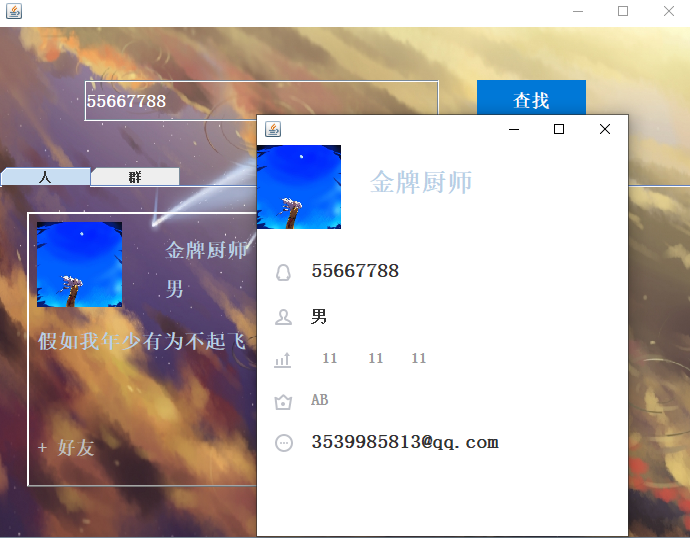 55667788
查找
人
群
金牌厨师
男
假如我年少有为不起飞
+ 好友
金牌厨师
55667788
男
11 11 11
AB
3539985813@qq.com